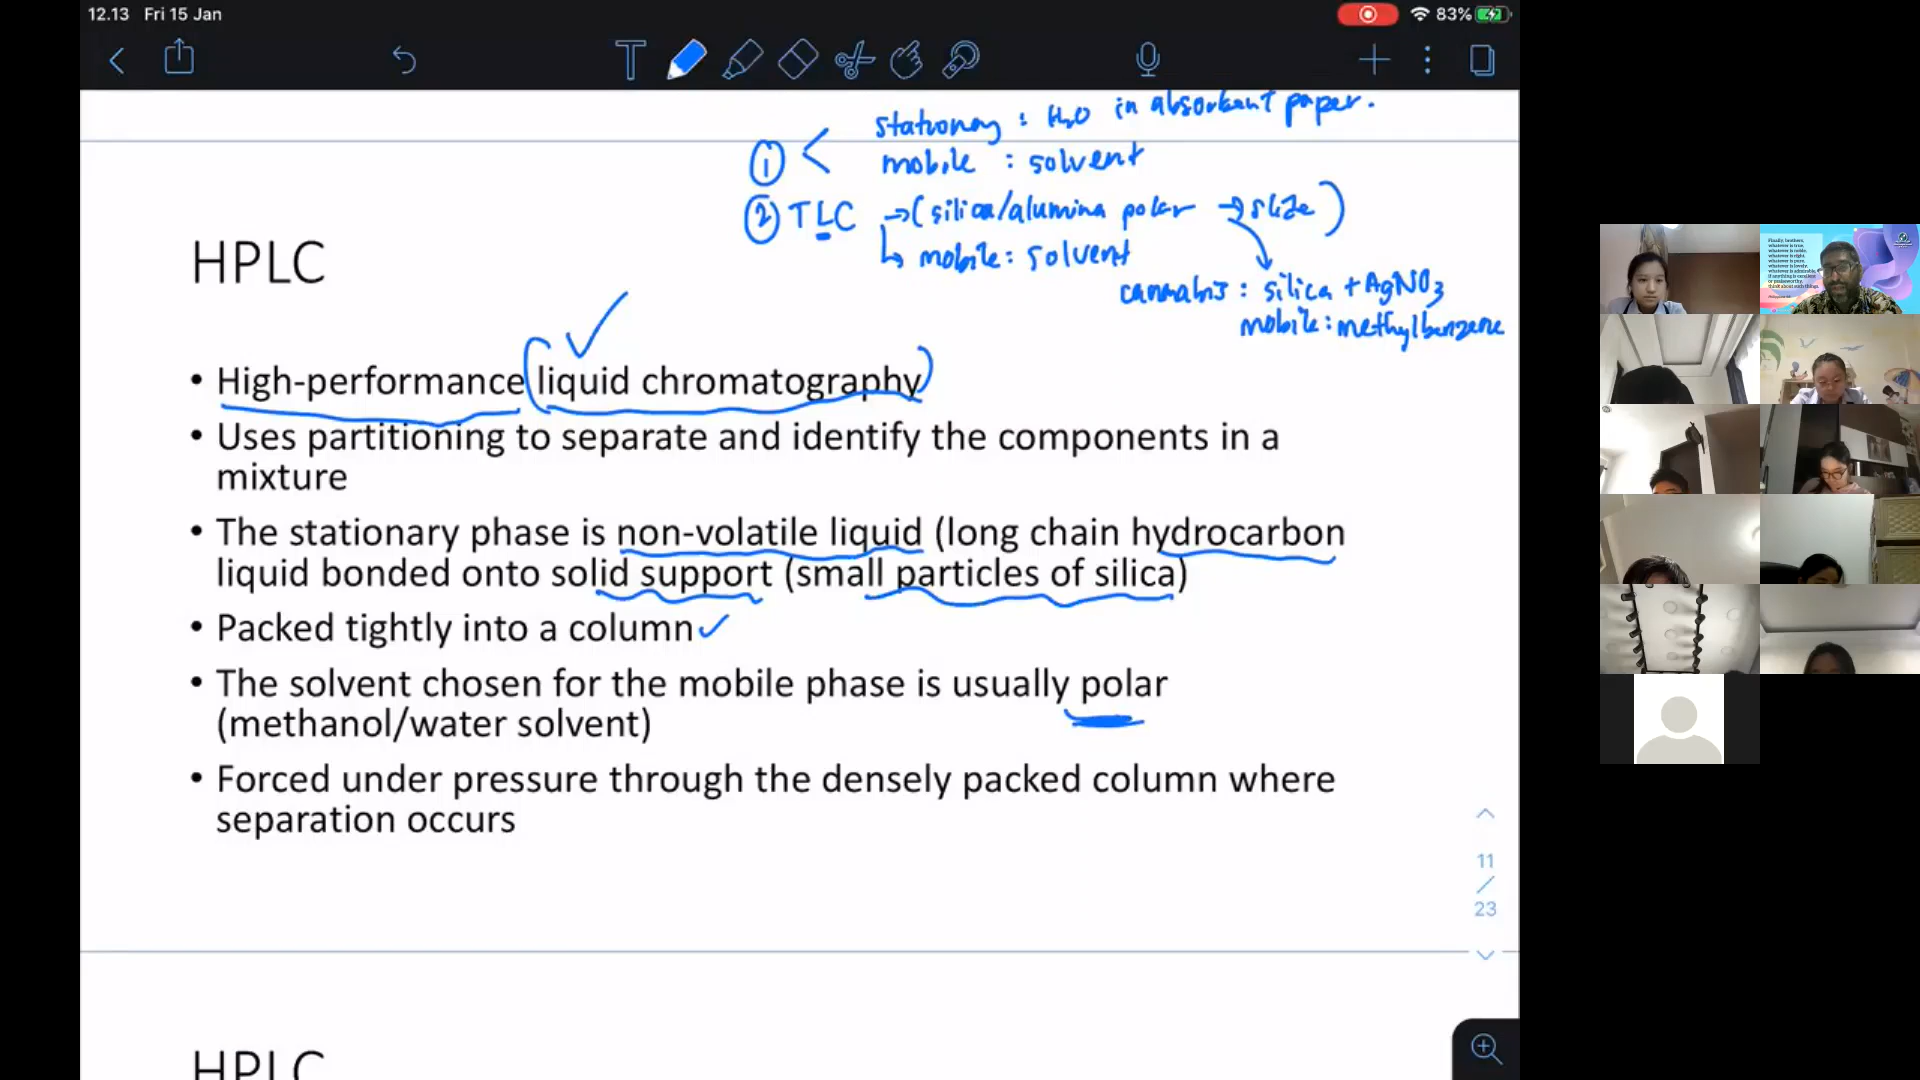 12.13 Fri 15 Jan
83%
stationary : H₂O in absorbent paper.
① < mobile : solvent
② TLC → (silica/alumina polar → slide)
↳ mobile: solvent
cannabis : silica + AgNO₃
mobile: methylbenzene
HPLC
• High-performance (liquid chromatography)
• Uses partitioning to separate and identify the components in a
mixture
• The stationary phase is non-volatile liquid (long chain hydrocarbon
liquid bonded onto solid support (small particles of silica)
• Packed tightly into a column ✓
• The solvent chosen for the mobile phase is usually polar
(methanol/water solvent)
• Forced under pressure through the densely packed column where
separation occurs
11
/
23
HPLC